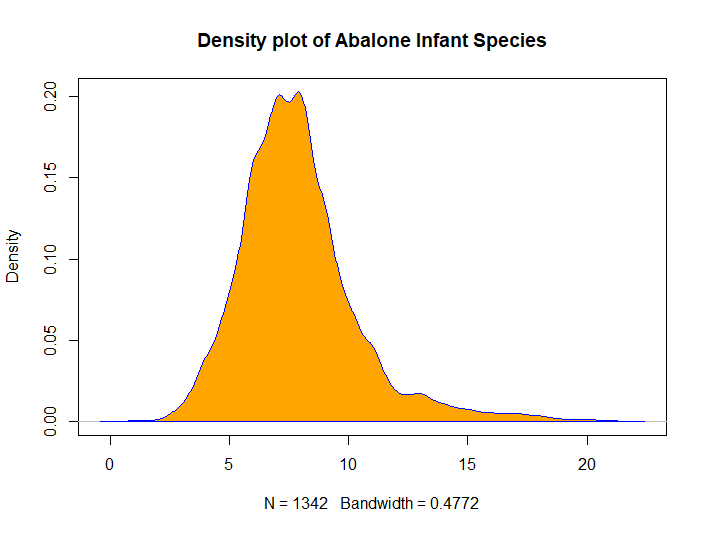 Density plot of Abalone Infant Species
Density
0.20
0.15
0.10
0.05
0.00
0 5 10 15 20
N = 1342 Bandwidth = 0.4772